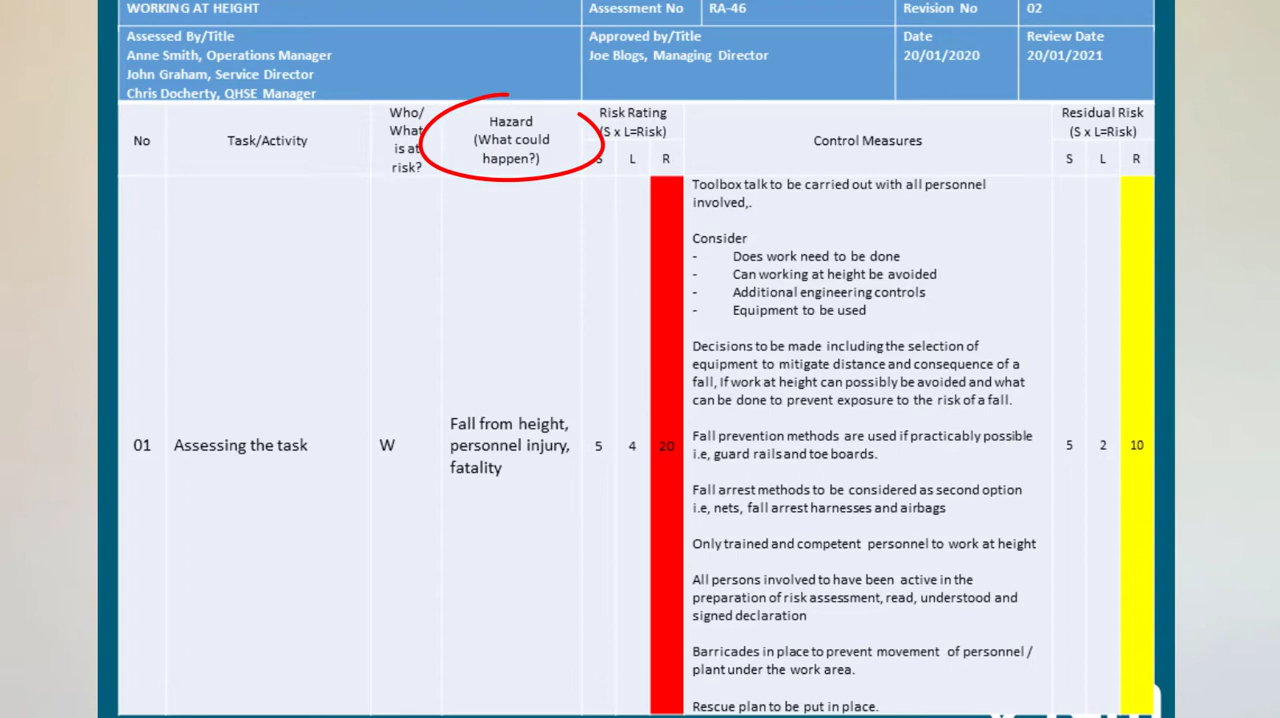 WORKING AT HEIGHT
Assessment No
RA-46
Revision No
02
Assessed By/Title
Anne Smith, Operations Manager
John Graham, Service Director
Chris Docherty, QHSE Manager
Approved by/Title
Joe Blogs, Managing Director
Date
20/01/2020
Review Date
20/01/2021
No
Task/Activity
Who/
What
is at
risk?
Hazard
(What could
happen?)
Risk Rating
(S x L=Risk)
S L R
Control Measures
Residual Risk
(S x L=Risk)
S L R
01
Assessing the task
W
Fall from height,
personnel injury,
fatality
5 4 20
Toolbox talk to be carried out with all personnel
involved,.
Consider
- Does work need to be done
- Can working at height be avoided
- Additional engineering controls
- Equipment to be used
Decisions to be made including the selection of
equipment to mitigate distance and consequence of a
fall, If work at height can possibly be avoided and what
can be done to prevent exposure to the risk of a fall.
Fall prevention methods are used if practicably possible
i.e, guard rails and toe boards.
Fall arrest methods to be considered as second option
i.e, nets, fall arrest harnesses and airbags
Only trained and competent personnel to work at height
All persons involved to have been active in the
preparation of risk assessment, read, understood and
signed declaration
Barricades in place to prevent movement of personnel /
plant under the work area.
Rescue plan to be put in place.
5 2 10